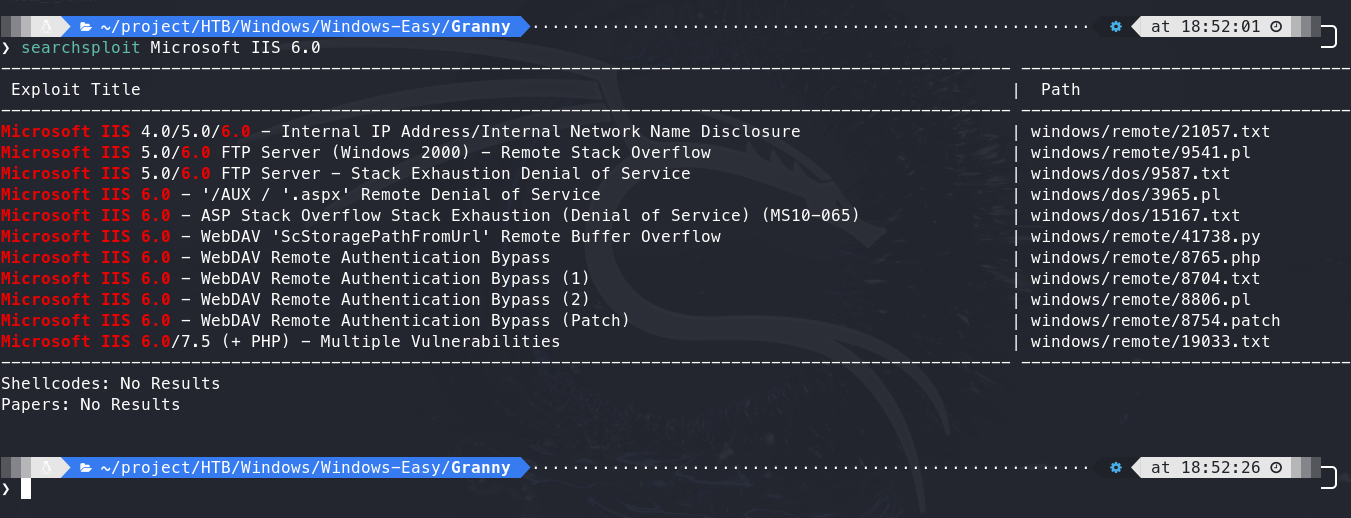 ~/project/HTB/Windows/Windows-Easy/Granny at 18:52:01
❯ searchsploit Microsoft IIS 6.0
Exploit Title | Path
Microsoft IIS 4.0/5.0/6.0 - Internal IP Address/Internal Network Name Disclosure | windows/remote/21057.txt
Microsoft IIS 5.0/6.0 FTP Server (Windows 2000) - Remote Stack Overflow | windows/remote/9541.pl
Microsoft IIS 5.0/6.0 FTP Server - Stack Exhaustion Denial of Service | windows/dos/9587.txt
Microsoft IIS 6.0 - '/AUX / '.aspx' Remote Denial of Service | windows/dos/3965.pl
Microsoft IIS 6.0 - ASP Stack Overflow Stack Exhaustion (Denial of Service) (MS10-065) | windows/dos/15167.txt
Microsoft IIS 6.0 - WebDAV 'ScStoragePathFromUrl' Remote Buffer Overflow | windows/remote/41738.py
Microsoft IIS 6.0 - WebDAV Remote Authentication Bypass | windows/remote/8765.php
Microsoft IIS 6.0 - WebDAV Remote Authentication Bypass (1) | windows/remote/8704.txt
Microsoft IIS 6.0 - WebDAV Remote Authentication Bypass (2) | windows/remote/8806.pl
Microsoft IIS 6.0 - WebDAV Remote Authentication Bypass (Patch) | windows/remote/8754.patch
Microsoft IIS 6.0/7.5 (+ PHP) - Multiple Vulnerabilities | windows/remote/19033.txt
Shellcodes: No Results
Papers: No Results
~/project/HTB/Windows/Windows-Easy/Granny at 18:52:26
❯